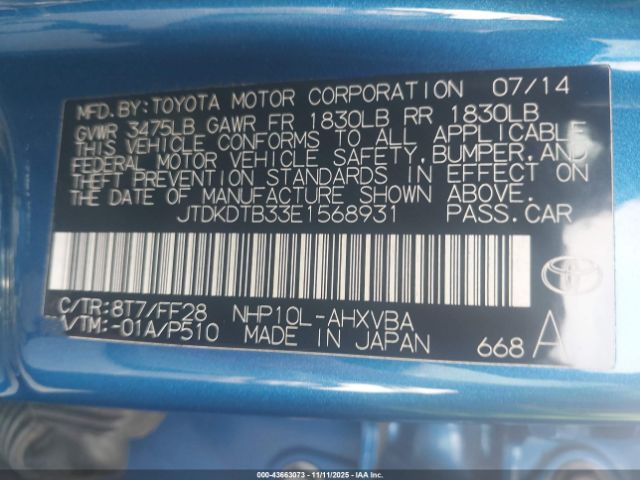 MFD. BY: TOYOTA MOTOR CORPORATION 07/14
GVWR 3475LB GAWR FR 1830LB RR 1830LB
THIS VEHICLE CONFORMS TO ALL APPLICABLE
FEDERAL MOTOR VEHICLE SAFETY, BUMPER, AND
THEFT PREVENTION STANDARDS IN EFFECT ON
THE DATE OF MANUFACTURE SHOWN ABOVE.
JTDKDTB33E1568931 PASS. CAR
C/TR: 8T7/FF28 NHP10L-AHXVBA
A/TM: -01A/P510 MADE IN JAPAN 668 A
000-43663073 - 11/11/2025 - Copyright IAA, Inc.